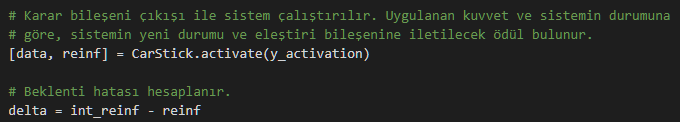 # Karar bileşeni çıkışı ile sistem çalıştırılır. Uygulanan kuvvet ve sistemin durumuna
# göre, sistemin yeni durumu ve eleştiri bileşenine iletilecek ödül bulunur.
[data, reinf] = CarStick.activate(y_activation)
# Beklenti hatası hesaplanır.
delta = int_reinf - reinf